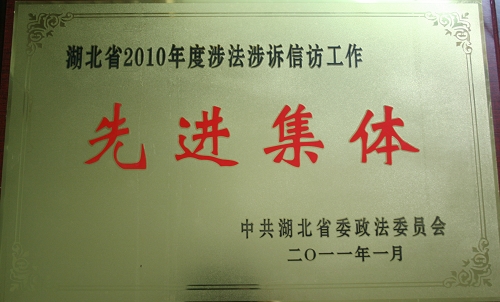 湖北省2010年度涉法涉诉信访工作
先进集体
中共湖北省委政法委员会
二〇一一年一月